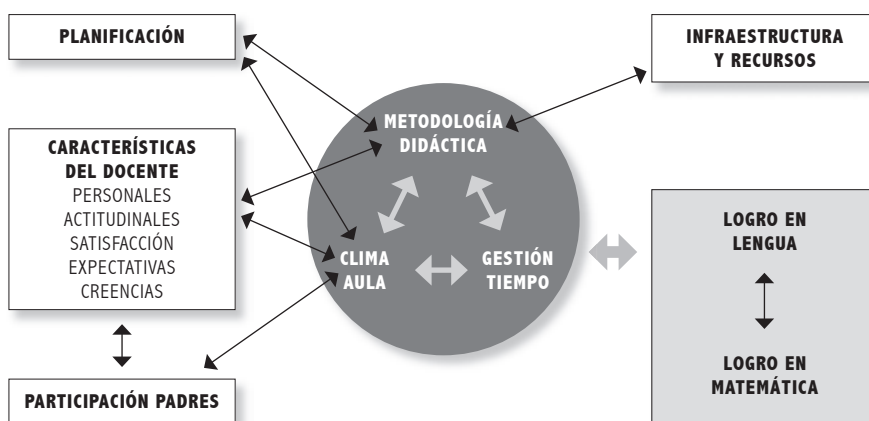 PLANIFICACIÓN
INFRAESTRUCTURA
Y RECURSOS
METODOLOGÍA
DIDÁCTICA
CARACTERÍSTICAS
DEL DOCENTE
PERSONALES
ACTITUDINALES
SATISFACCIÓN
EXPECTATIVAS
CREENCIAS
CLIMA
AULA
GESTIÓN
TIEMPO
LOGRO EN
LENGUA
LOGRO EN
MATEMÁTICA
PARTICIPACIÓN PADRES